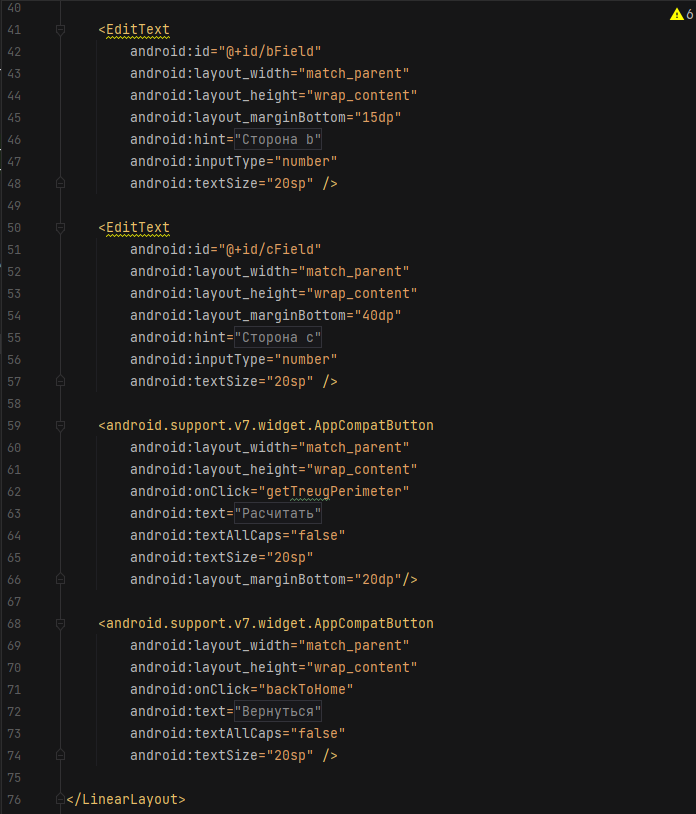 40
6
41 <EditText
42 android:id="@+id/bField"
43 android:layout_width="match_parent"
44 android:layout_height="wrap_content"
45 android:layout_marginBottom="15dp"
46 android:hint="Сторона b"
47 android:inputType="number"
48 android:textSize="20sp" />
49
50 <EditText
51 android:id="@+id/cField"
52 android:layout_width="match_parent"
53 android:layout_height="wrap_content"
54 android:layout_marginBottom="40dp"
55 android:hint="Сторона c"
56 android:inputType="number"
57 android:textSize="20sp" />
58
59 <android.support.v7.widget.AppCompatButton
60 android:layout_width="match_parent"
61 android:layout_height="wrap_content"
62 android:onClick="getTreugPerimeter"
63 android:text="Расчитать"
64 android:textAllCaps="false"
65 android:textSize="20sp"
66 android:layout_marginBottom="20dp"/>
67
68 <android.support.v7.widget.AppCompatButton
69 android:layout_width="match_parent"
70 android:layout_height="wrap_content"
71 android:onClick="backToHome"
72 android:text="Вернуться"
73 android:textAllCaps="false"
74 android:textSize="20sp" />
75
76 </LinearLayout>